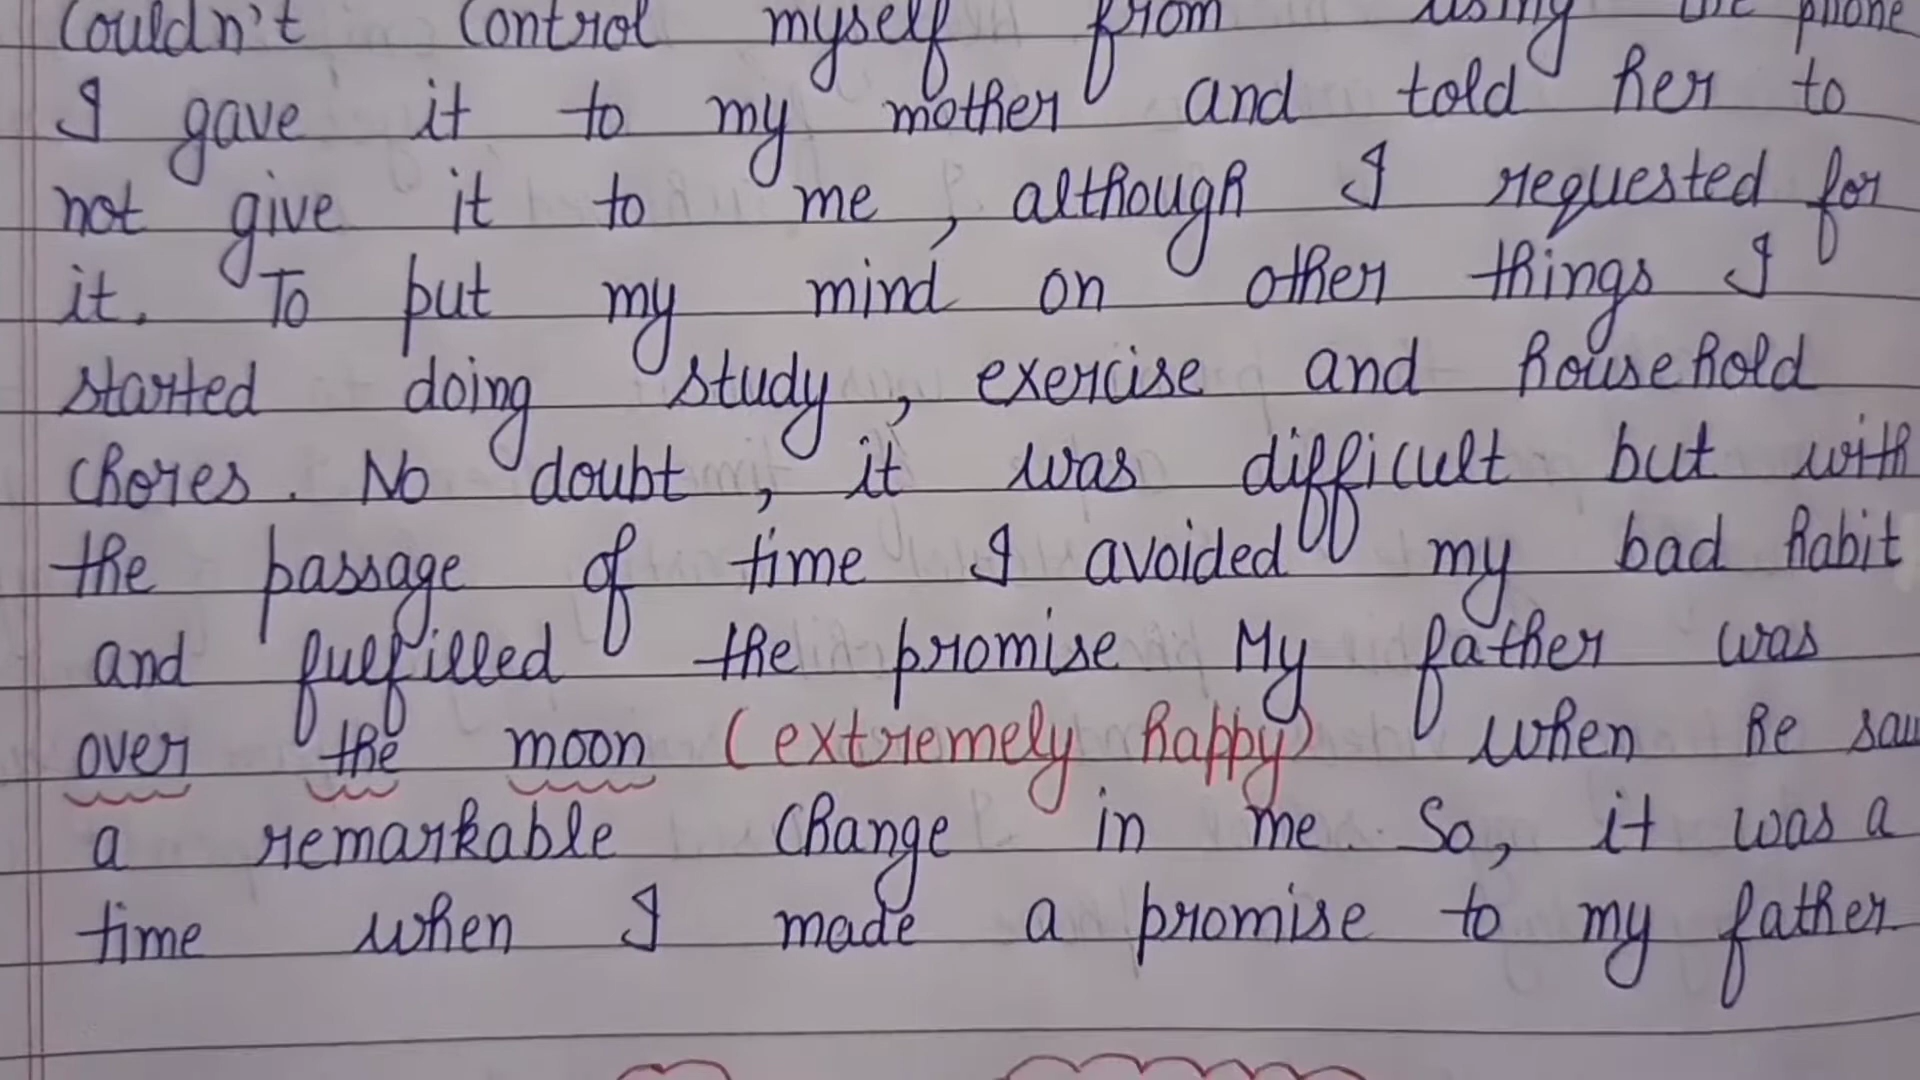 Couldn't control myself from using the phone
I gave it to my mother and told her to
not give it to me, although I requested for
it. To put my mind on other things I
started doing study, exercise and household
chores. No doubt, it was difficult but with
the passage of time I avoided my bad habit
and fulfilled the promise My father was
over the moon (extremely happy) when he saw
a remarkable change in me. So, it was a
time when I made a promise to my father